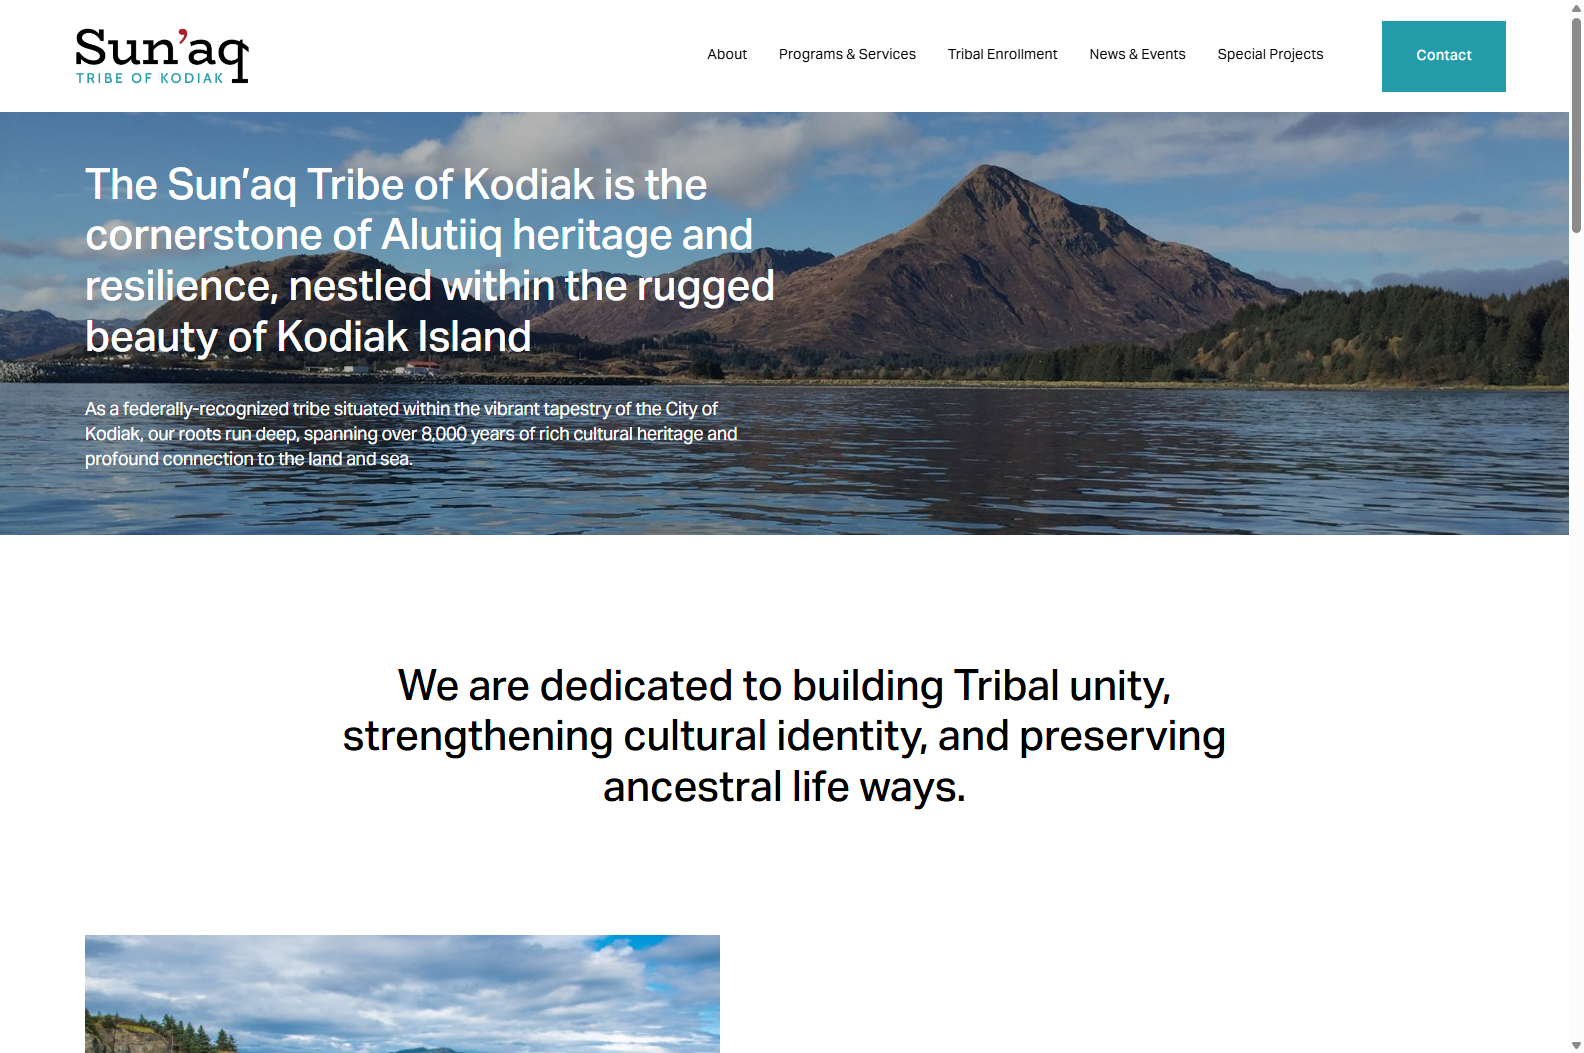 Sun’aq
TRIBE OF KODIAK
About
Programs & Services
Tribal Enrollment
News & Events
Special Projects
Contact
The Sun’aq Tribe of Kodiak is the
cornerstone of Alutiiq heritage and
resilience, nestled within the rugged
beauty of Kodiak Island
As a federally-recognized tribe situated within the vibrant tapestry of the City of
Kodiak, our roots run deep, spanning over 8,000 years of rich cultural heritage and
profound connection to the land and sea.
We are dedicated to building Tribal unity,
strengthening cultural identity, and preserving
ancestral life ways.